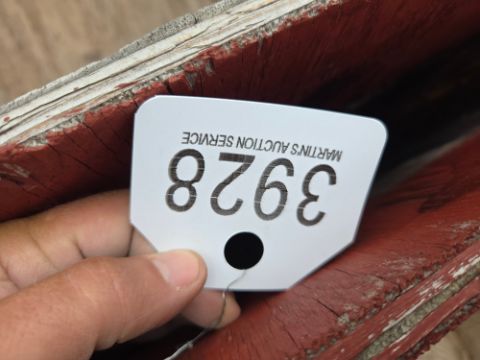 3928
MARTIN'S AUCTION SERVICE